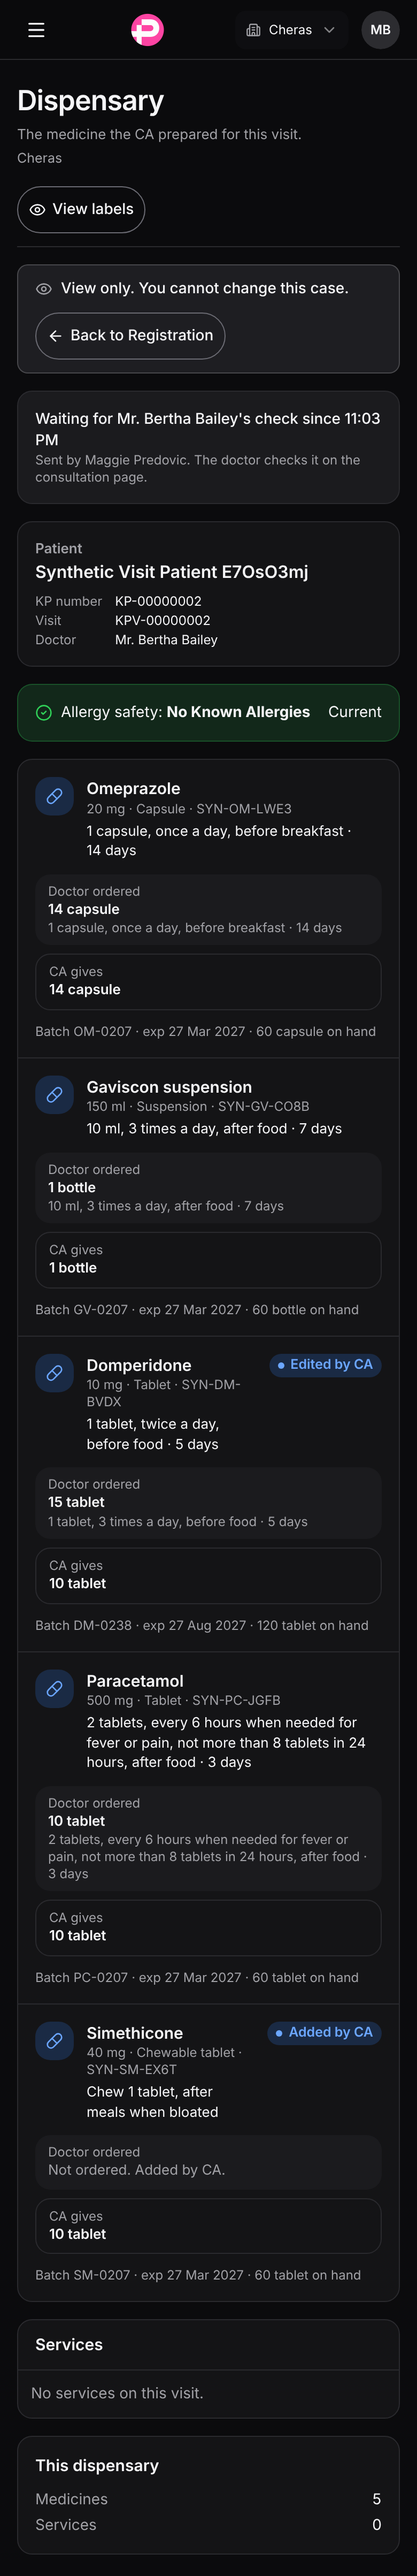 Cheras
MB
Dispensary
The medicine the CA prepared for this visit.
Cheras
View labels
View only. You cannot change this case.
Back to Registration
Waiting for Mr. Bertha Bailey's check since 11:03
PM
Sent by Maggie Predovic. The doctor checks it on the
consultation page.
Patient
Synthetic Visit Patient E7OsO3mj
KP number KP-00000002
Visit KPV-00000002
Doctor Mr. Bertha Bailey
Allergy safety: No Known Allergies Current
Omeprazole
20 mg · Capsule · SYN-OM-LWE3
1 capsule, once a day, before breakfast ·
14 days
Doctor ordered
14 capsule
1 capsule, once a day, before breakfast · 14 days
CA gives
14 capsule
Batch OM-0207 · exp 27 Mar 2027 · 60 capsule on hand
Gaviscon suspension
150 ml · Suspension · SYN-GV-CO8B
10 ml, 3 times a day, after food · 7 days
Doctor ordered
1 bottle
10 ml, 3 times a day, after food · 7 days
CA gives
1 bottle
Batch GV-0207 · exp 27 Mar 2027 · 60 bottle on hand
Domperidone Edited by CA
10 mg · Tablet · SYN-DM-
BVDX
1 tablet, twice a day,
before food · 5 days
Doctor ordered
15 tablet
1 tablet, 3 times a day, before food · 5 days
CA gives
10 tablet
Batch DM-0238 · exp 27 Aug 2027 · 120 tablet on hand
Paracetamol
500 mg · Tablet · SYN-PC-JGFB
2 tablets, every 6 hours when needed for
fever or pain, not more than 8 tablets in 24
hours, after food · 3 days
Doctor ordered
10 tablet
2 tablets, every 6 hours when needed for fever or
pain, not more than 8 tablets in 24 hours, after food ·
3 days
CA gives
10 tablet
Batch PC-0207 · exp 27 Mar 2027 · 60 tablet on hand
Simethicone Added by CA
40 mg · Chewable tablet ·
SYN-SM-EX6T
Chew 1 tablet, after
meals when bloated
Doctor ordered
Not ordered. Added by CA.
CA gives
10 tablet
Batch SM-0207 · exp 27 Mar 2027 · 60 tablet on hand
Services
No services on this visit.
This dispensary
Medicines 5
Services 0